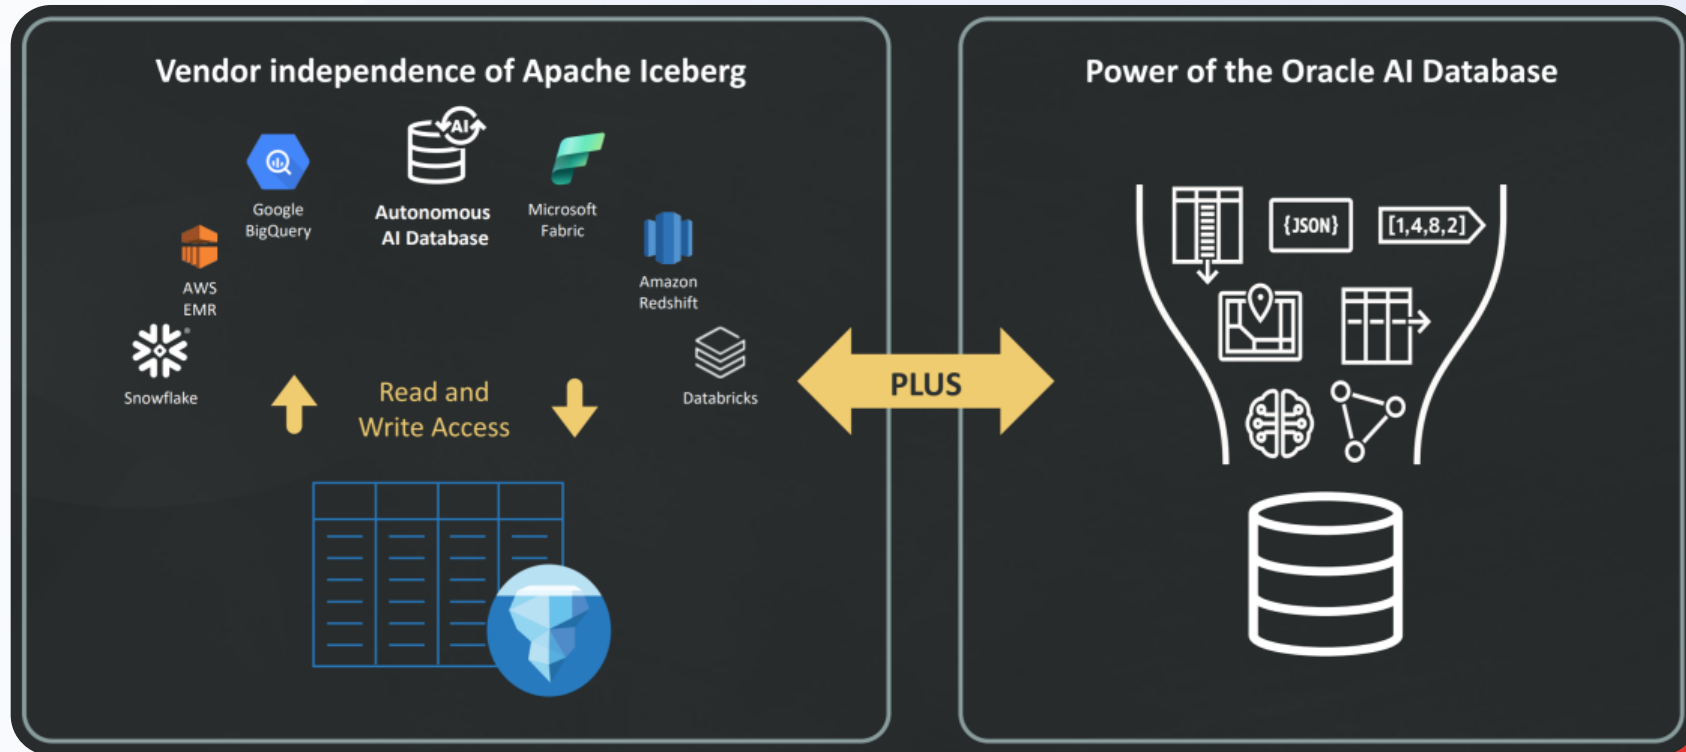 Vendor independence of Apache Iceberg
AI
Google
BigQuery
Autonomous
AI Database
Microsoft
Fabric
AWS
EMR
Amazon
Redshift
Snowflake
Databricks
Read and
Write Access
PLUS
Power of the Oracle AI Database
{JSON}
[1,4,8,2]